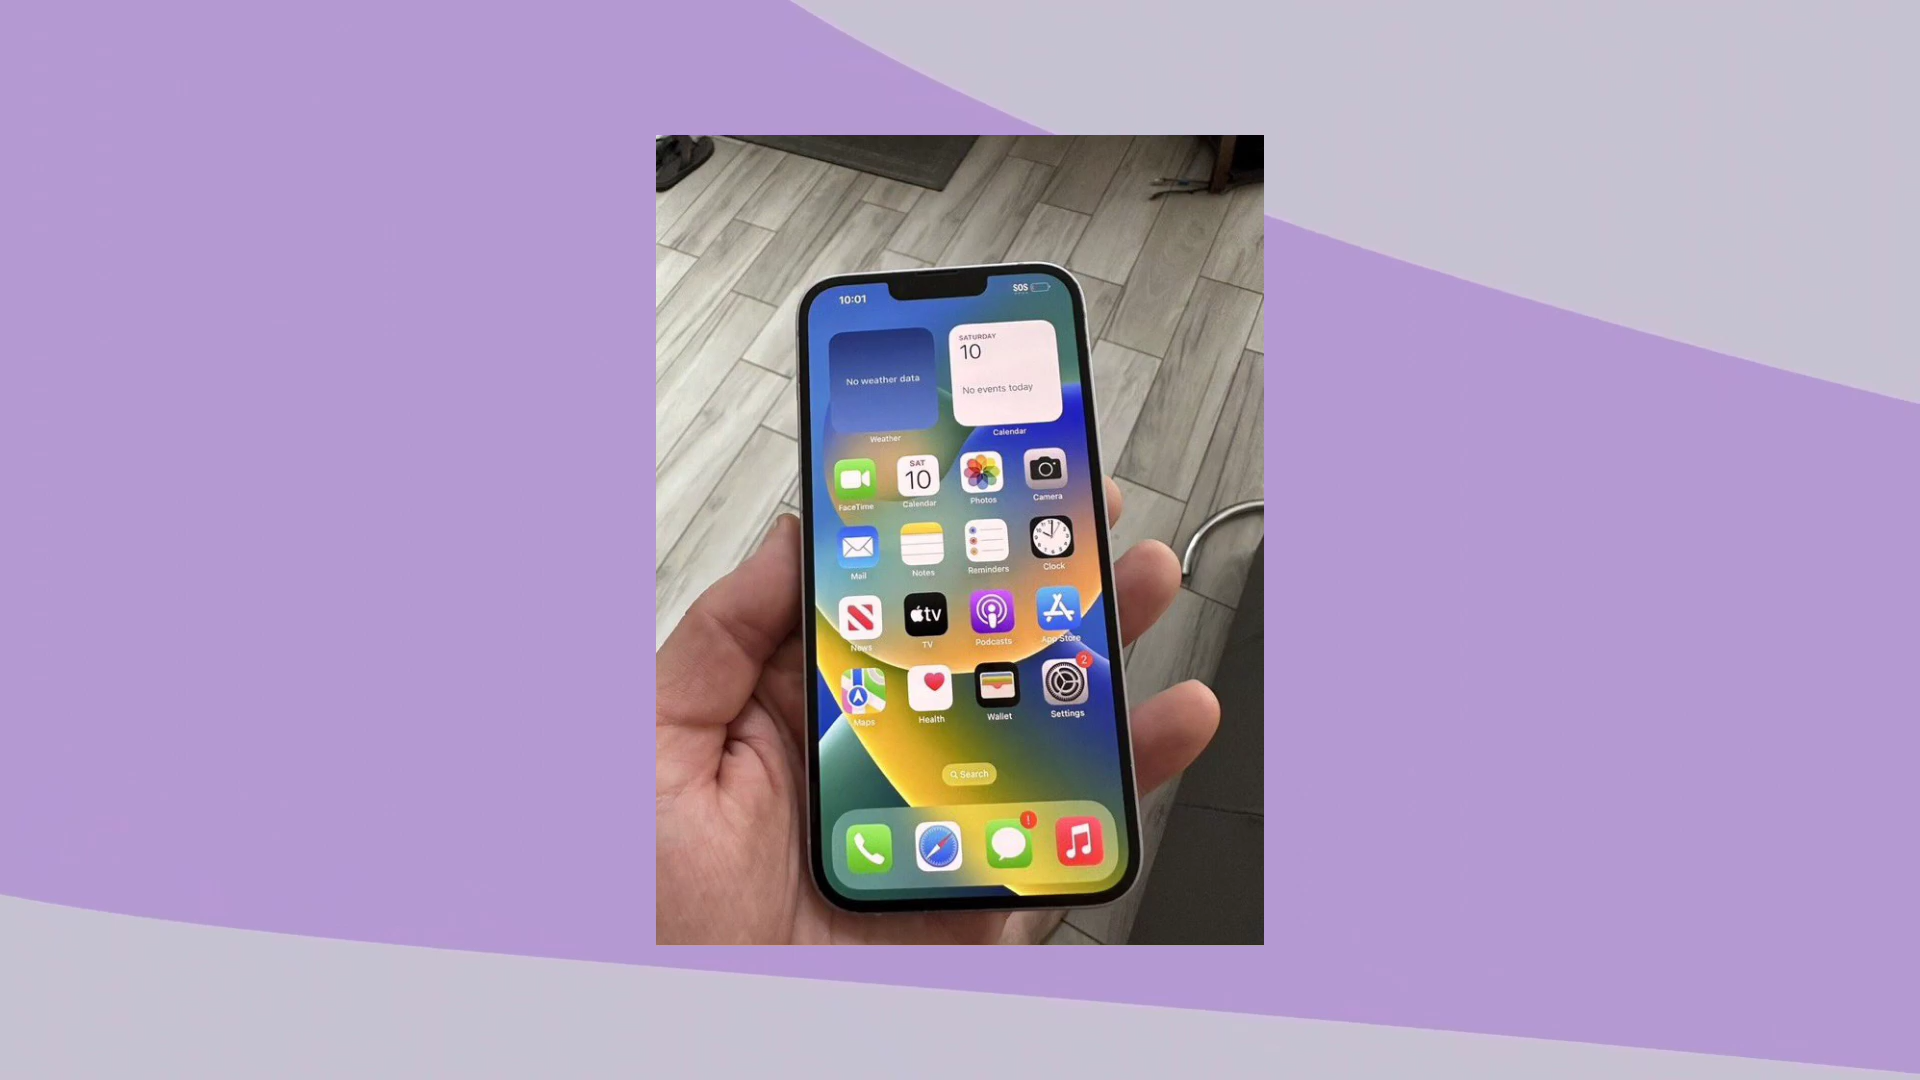 10:01
SOS
No weather data
Weather
SATURDAY
10
No events today
Calendar
FaceTime
SAT
10
Calendar
Photos
Camera
Mail
Notes
Reminders
Clock
News
tv
TV
Podcasts
App Store
Maps
Health
Wallet
2
Settings
Search
!